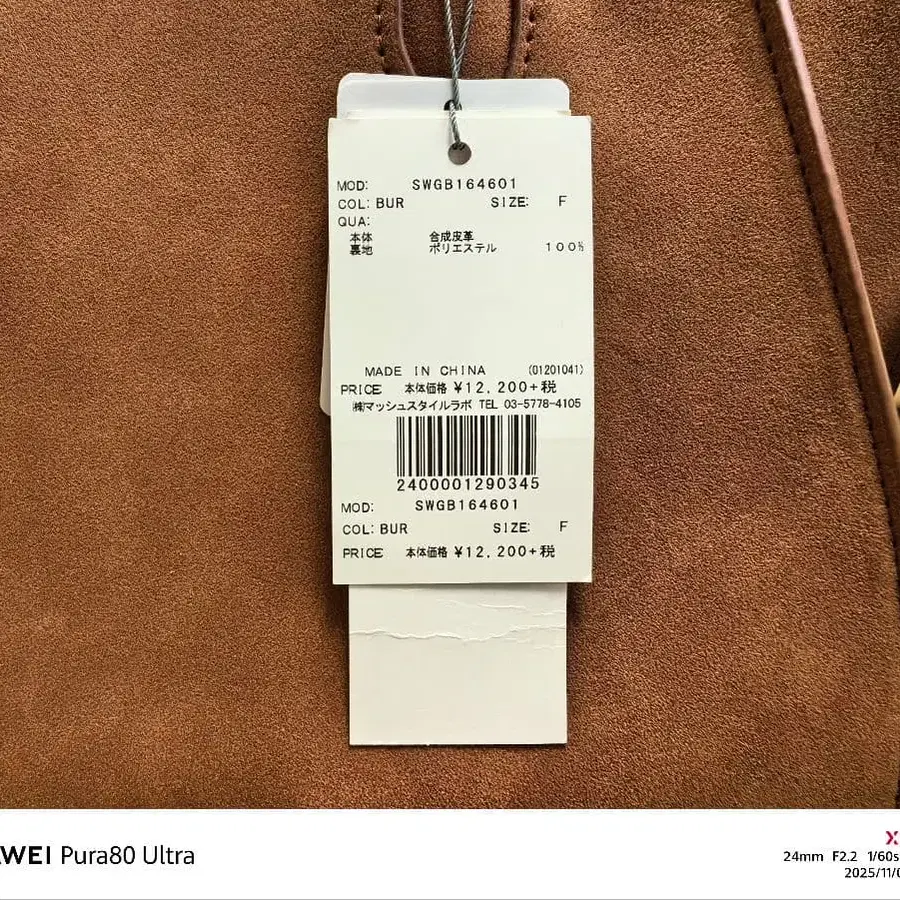 MOD: SWGB164601
COL: BUR SIZE: F
QUA:
本体 合成皮革
裏地 ポリエステル 100%
MADE IN CHINA (01201041)
PRICE 本体価格 ¥12,200+税
㈱マッシュスタイルラボ TEL 03-5778-4105
2400001290345
MOD: SWGB164601
COL: BUR SIZE: F
PRICE 本体価格 ¥12,200+税
AWEI Pura80 Ultra
X
24mm F2.2 1/60s
2025/11/0